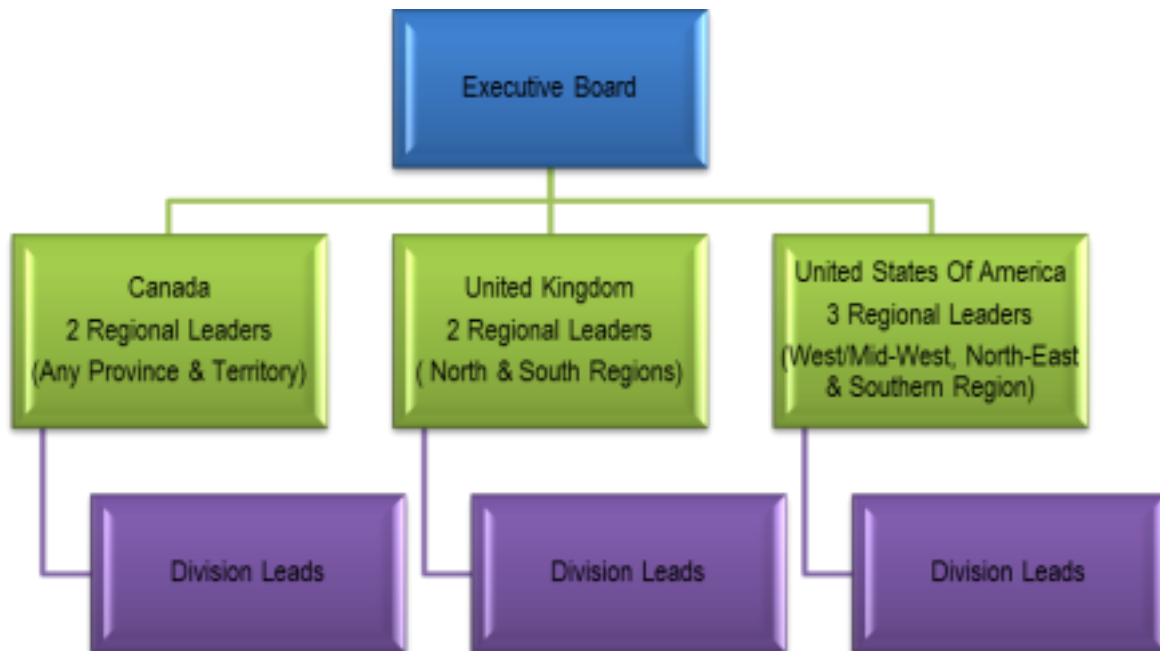 Executive Board
Canada
2 Regional Leaders
(Any Province & Territory)
United Kingdom
2 Regional Leaders
( North & South Regions)
United States Of America
3 Regional Leaders
(West/Mid-West, North-East
& Southern Region)
Division Leads
Division Leads
Division Leads